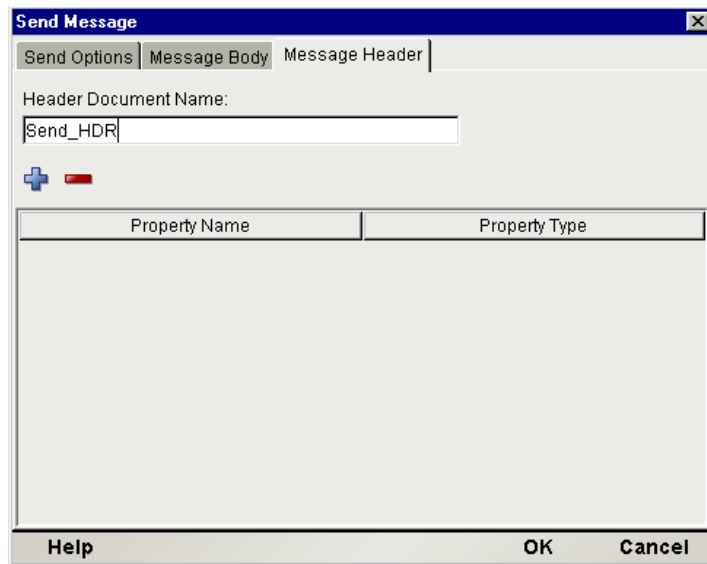 Send Message
Send Options Message Body Message Header
Header Document Name:
Send_HDR
Property Name Property Type
Help OK Cancel